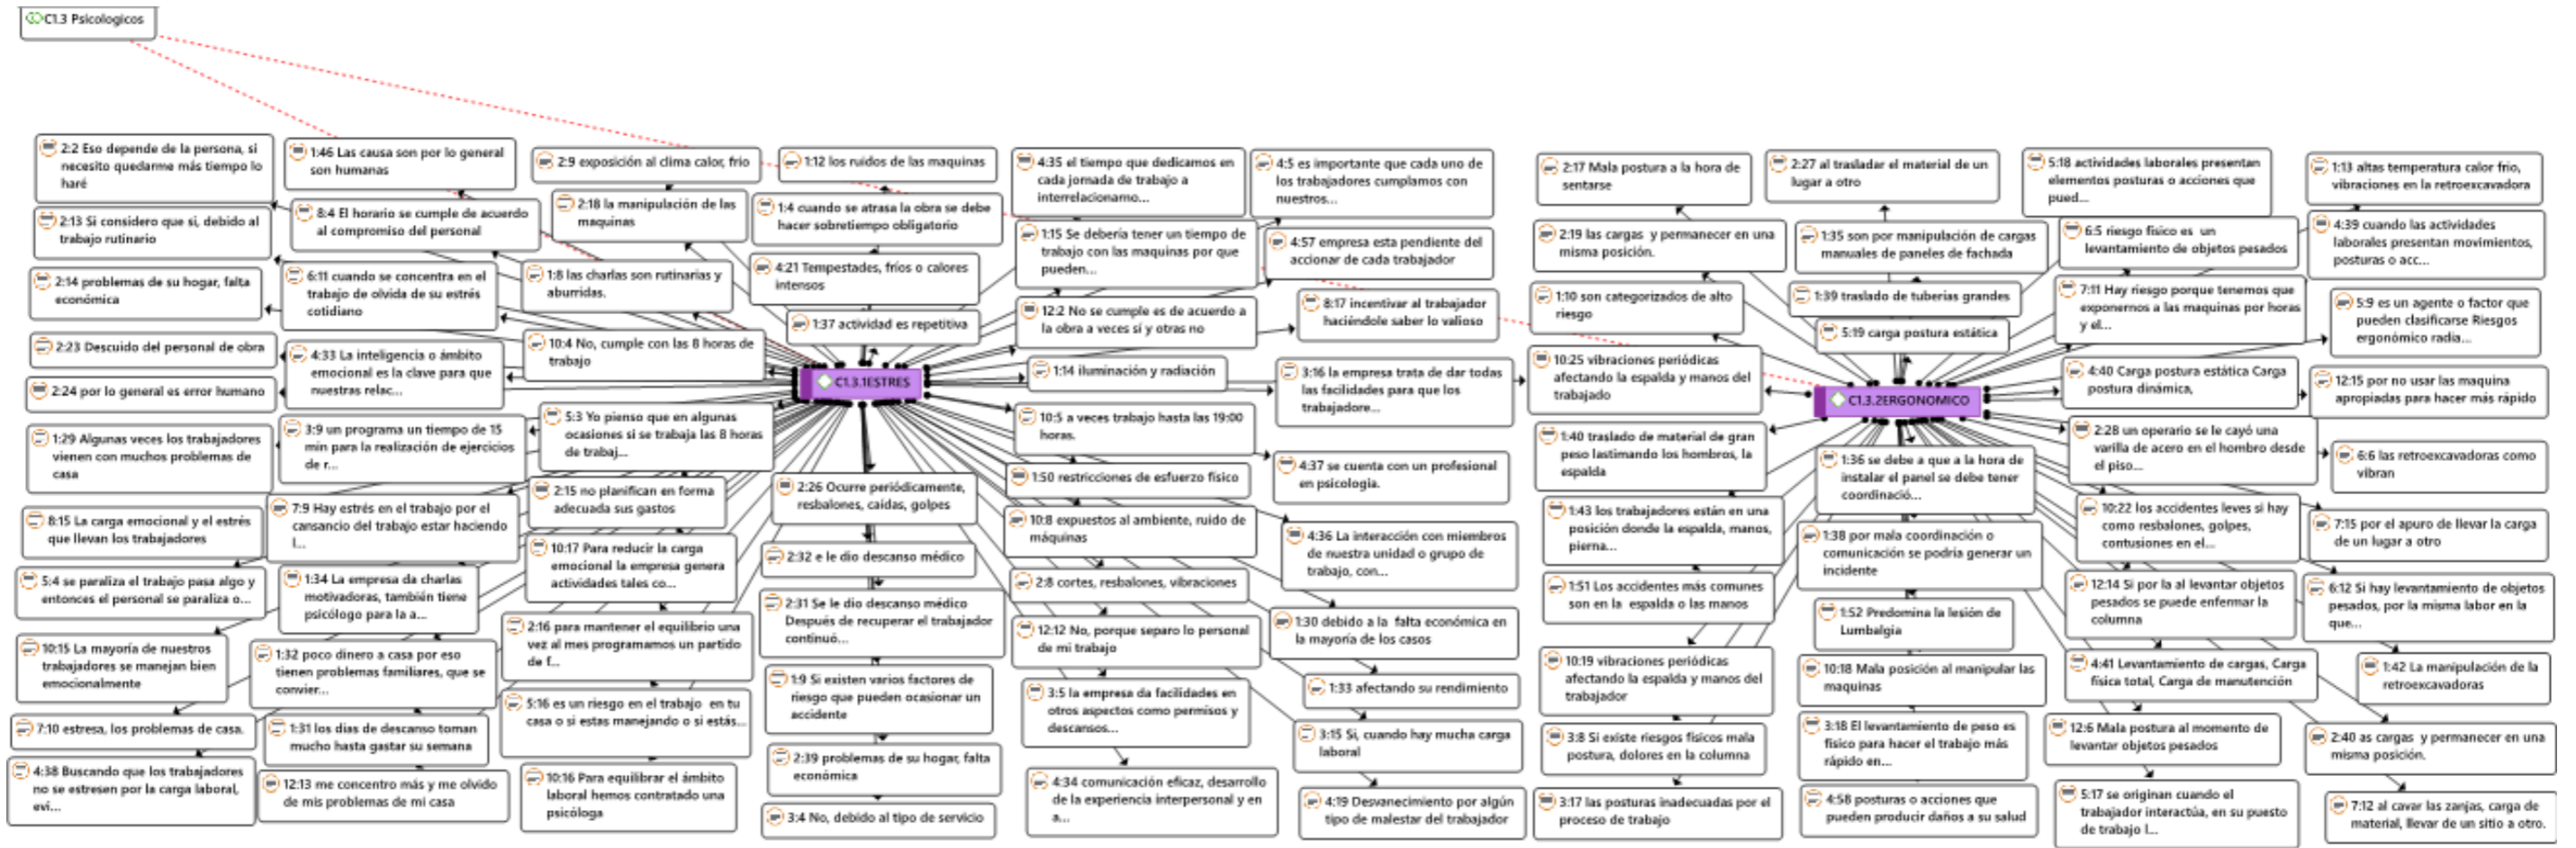 C1.3 Psicologicos
2:2 Eso depende de la persona, si
necesito quedarme más tiempo lo
haré
2:13 Si considero que si, debido al
trabajo rutinario
2:14 problemas de su hogar, falta
económica
2:23 Descuido del personal de obra
2:24 por lo general es error humano
1:29 Algunas veces los trabajadores
vienen con muchos problemas de
casa
8:15 La carga emocional y el estrés
que llevan los trabajadores
5:4 se paraliza el trabajo pasa algo y
entonces el personal se paraliza o...
10:15 La mayoría de nuestros
trabajadores se manejan bien
emocionalmente
7:10 estresa, los problemas de casa.
4:38 Buscando que los trabajadores
no se estresen por la carga laboral,
evi...
1:46 Las causa son por lo general
son humanas
8:4 El horario se cumple de acuerdo
al compromiso del personal
6:11 cuando se concentra en el
trabajo de olvida de su estrés
cotidiano
4:33 La inteligencia o ámbito
emocional es la clave para que
nuestras relac...
3:9 un programa un tiempo de 15
min para la realización de ejercicios
de r...
7:9 Hay estrés en el trabajo por el
cansancio del trabajo estar haciendo
l...
1:34 La empresa da charlas
motivadoras, también tiene
psicólogo para la a...
1:32 poco dinero a casa por eso
tienen problemas familiares, que se
convier...
1:31 los dias de descanso toman
mucho hasta gastar su semana
12:13 me concentro más y me olvido
de mis problemas de mi casa
2:9 exposición al clima calor, frio
2:18 la manipulación de las
maquinas
1:8 las charlas son rutinarias y
aburridas.
10:4 No, cumple con las 8 horas de
trabajo
5:3 Yo pienso que en algunas
ocasiones si se trabaja las 8 horas
de trabaj...
2:15 no planifican en forma
adecuada sus gastos
10:17 Para reducir la carga
emocional la empresa genera
actividades tales co...
2:16 para mantener el equilibrio una
vez al mes programamos un partido
de f...
5:16 es un riesgo en el trabajo en tu
casa o si estas manejando o si estás...
10:16 Para equilibrar el ámbito
laboral hemos contratado una
psicóloga
1:12 los ruidos de las maquinas
1:4 cuando se atrasa la obra se debe
hacer sobretiempo obligatorio
4:21 Tempestades, fríos o calores
intensos
1:37 actividad es repetitiva
C1.3.1ESTRES
2:26 Ocurre periódicamente,
resbalones, caídas, golpes
2:32 e le dio descanso médico
2:31 Se le dio descanso médico
Después de recuperar el trabajador
continuó...
1:9 Si existen varios factores de
riesgo que pueden ocasionar un
accidente
2:39 problemas de su hogar, falta
económica
3:4 No, debido al tipo de servicio
4:35 el tiempo que dedicamos en
cada jornada de trabajo a
interrelacionarno...
1:15 Se debería tener un tiempo de
trabajo con las maquinas por que
pueden...
12:2 No se cumple es de acuerdo a
la obra a veces sí y otras no
1:14 iluminación y radiación
10:5 a veces trabajo hasta las 19:00
horas.
1:50 restricciones de esfuerzo físico
10:8 expuestos al ambiente, ruido de
máquinas
2:8 cortes, resbalones, vibraciones
12:12 No, porque separo lo personal
de mi trabajo
3:5 la empresa da facilidades en
otros aspectos como permisos y
descansos...
4:34 comunicación eficaz, desarrollo
de la experiencia interpersonal y en
a...
4:5 es importante que cada uno de
los trabajadores cumplamos con
nuestros...
4:57 empresa esta pendiente del
accionar de cada trabajador
8:17 incentivar al trabajador
haciéndole saber lo valioso
3:16 la empresa trata de dar todas
las facilidades para que los
trabajadore...
4:37 se cuenta con un profesional
en psicología.
4:36 La interacción con miembros
de nuestra unidad o grupo de
trabajo, con...
1:30 debido a la falta económica en
la mayoría de los casos
1:33 afectando su rendimiento
3:15 Si, cuando hay mucha carga
laboral
4:19 Desvanecimiento por algún
tipo de malestar del trabajador
2:17 Mala postura a la hora de
sentarse
2:19 las cargas y permanecer en una
misma posición.
1:10 son categorizados de alto
riesgo
10:25 vibraciones periódicas
afectando la espalda y manos del
trabajado
1:40 traslado de material de gran
peso lastimando los hombros, la
espalda
1:43 los trabajadores están en una
posición donde la espalda, manos,
pierna...
1:51 Los accidentes más comunes
son en la espalda o las manos
10:19 vibraciones periódicas
afectando la espalda y manos del
trabajador
3:8 Si existe riesgos físicos mala
postura, dolores en la columna
3:17 las posturas inadecuadas por el
proceso de trabajo
2:27 al trasladar el material de un
lugar a otro
1:35 son por manipulación de cargas
manuales de paneles de fachada
1:39 traslado de tuberias grandes
5:19 carga postura estática
C1.3.2ERGONOMICO
1:36 se debe a que a la hora de
instalar el panel se debe tener
coordinació...
1:38 por mala coordinación o
comunicación se podría generar un
incidente
1:52 Predomina la lesión de
Lumbalgia
10:18 Mala posición al manipular las
maquinas
3:18 El levantamiento de peso es
físico para hacer el trabajo más
rápido en...
4:58 posturas o acciones que
pueden producir daños a su salud
5:18 actividades laborales presentan
elementos posturas o acciones que
pued...
6:5 riesgo físico es un
levantamiento de objetos pesados
7:11 Hay riesgo porque tenemos que
exponernos a las maquinas por horas
y el...
4:40 Carga postura estática Carga
postura dinámica,
2:28 un operario se le cayó una
varilla de acero en el hombro desde
el piso...
10:22 los accidentes leves si hay
como resbalones, golpes,
contusiones en el...
12:14 Si por la al levantar objetos
pesados se puede enfermar la
columna
4:41 Levantamiento de cargas, Carga
física total, Carga de manutención
12:6 Mala postura al momento de
levantar objetos pesados
5:17 se originan cuando el
trabajador interactúa, en su puesto
de trabajo l...
1:13 altas temperatura calor frio,
vibraciones en la retroexcavadora
4:39 cuando las actividades
laborales presentan movimientos,
posturas o acc...
5:9 es un agente o factor que
pueden clasificarse Riesgos
ergonómico radia...
12:15 por no usar las maquina
apropiadas para hacer más rápido
6:6 las retroexcavadoras como
vibran
7:15 por el apuro de llevar la carga
de un lugar a otro
6:12 Si hay levantamiento de objetos
pesados, por la misma labor en la
que...
1:42 La manipulación de la
retroexcavadoras
2:40 as cargas y permanecer en una
misma posición.
7:12 al cavar las zanjas, carga de
material, llevar de un sitio a otro.